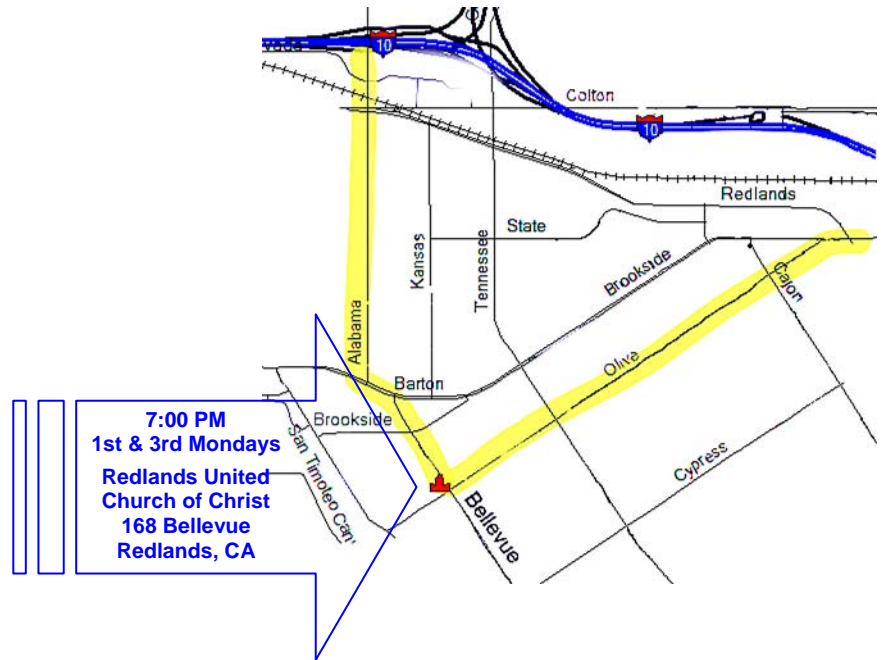 10
Colton
10
Redlands
State
Kansas
Tennessee
Brookside
Cajon
Alabama
Olive
Barton
Brookside
Cypress
San Timoteo Can
Bellevue
7:00 PM
1st & 3rd Mondays
Redlands United
Church of Christ
168 Bellevue
Redlands, CA